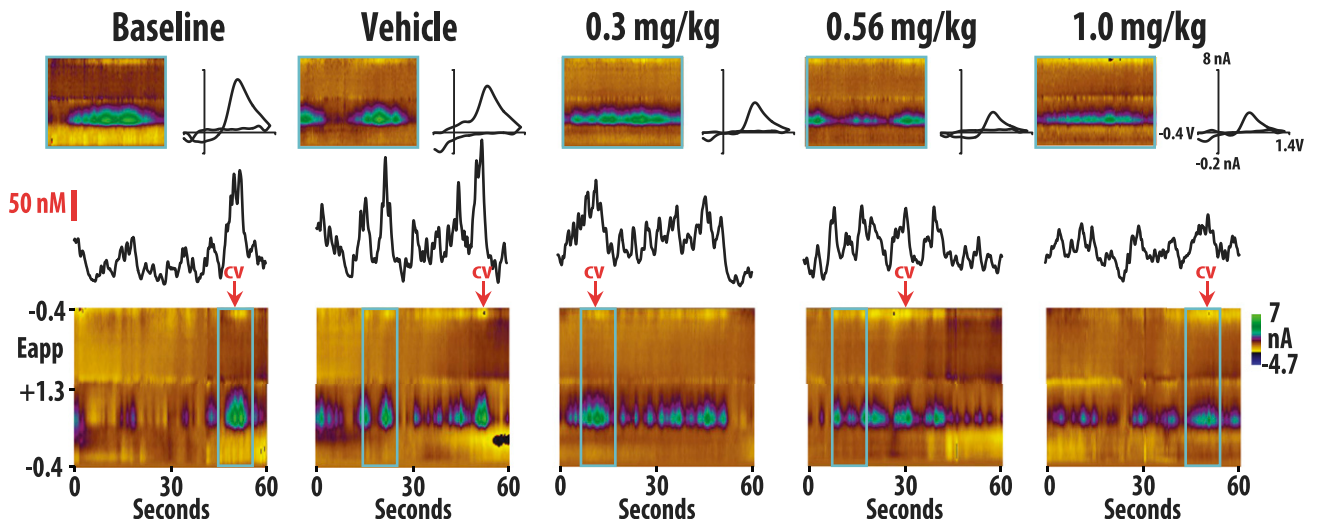 Baseline Vehicle 0.3 mg/kg 0.56 mg/kg 1.0 mg/kg
8 nA
-0.4 V
1.4V
-0.2 nA
50 nM
CV CV CV CV CV
-0.4
Eapp
+1.3
-0.4
7
nA
-4.7
0 30 60 0 30 60 0 30 60 0 30 60 0 30 60
Seconds Seconds Seconds Seconds Seconds